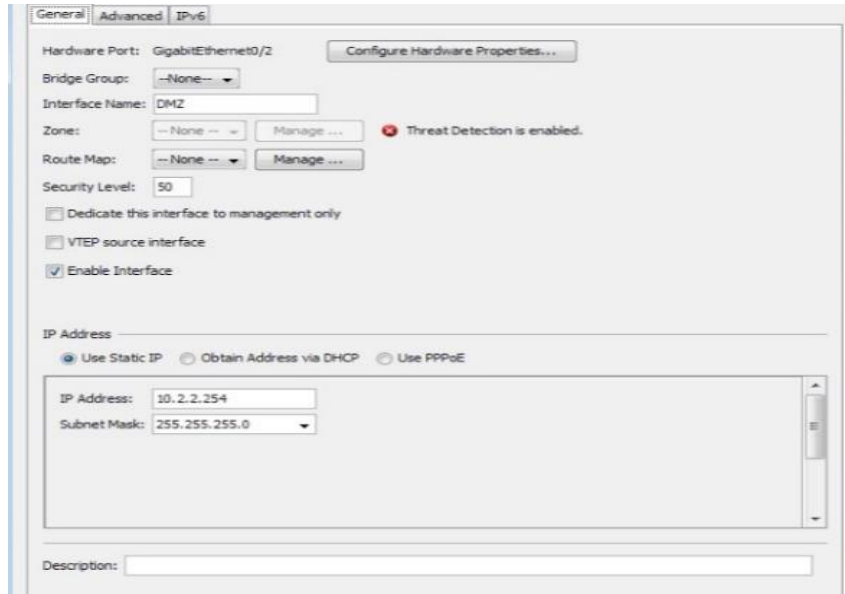 General Advanced IPv6
Hardware Port: GigabitEthernet0/2 Configure Hardware Properties...
Bridge Group: --None--
Interface Name: DMZ
Zone: -- None -- Manage ... Threat Detection is enabled.
Route Map: -- None -- Manage ...
Security Level: 50
Dedicate this interface to management only
VTEP source interface
Enable Interface
IP Address
Use Static IP Obtain Address via DHCP Use PPPoE
IP Address: 10.2.2.254
Subnet Mask: 255.255.255.0
Description: